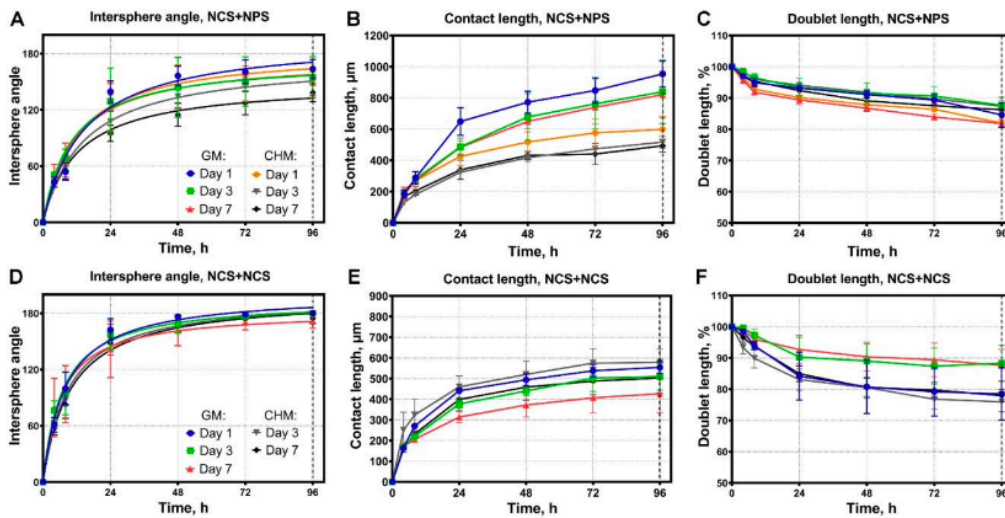 A Intersphere angle, NCS+NPS
Intersphere angle
180
120
60
0
GM: CHM:
Day 1 Day 1
Day 3 Day 3
Day 7 Day 7
0 24 48 72 96
Time, h
B Contact length, NCS+NPS
Contact length, µm
1200
1000
800
600
400
200
0
0 24 48 72 96
Time, h
C Doublet length, NCS+NPS
Doublet length, %
110
100
90
80
70
60
50
0 24 48 72 96
Time, h
D Intersphere angle, NCS+NCS
Intersphere angle
180
120
60
0
GM: CHM:
Day 1 Day 3
Day 3 Day 7
Day 7
0 24 48 72 96
Time, h
E Contact length, NCS+NCS
Contact length, µm
900
800
700
600
500
400
300
200
100
0
0 24 48 72 96
Time, h
F Doublet length, NCS+NCS
Doublet length, %
110
100
90
80
70
60
50
0 24 48 72 96
Time, h